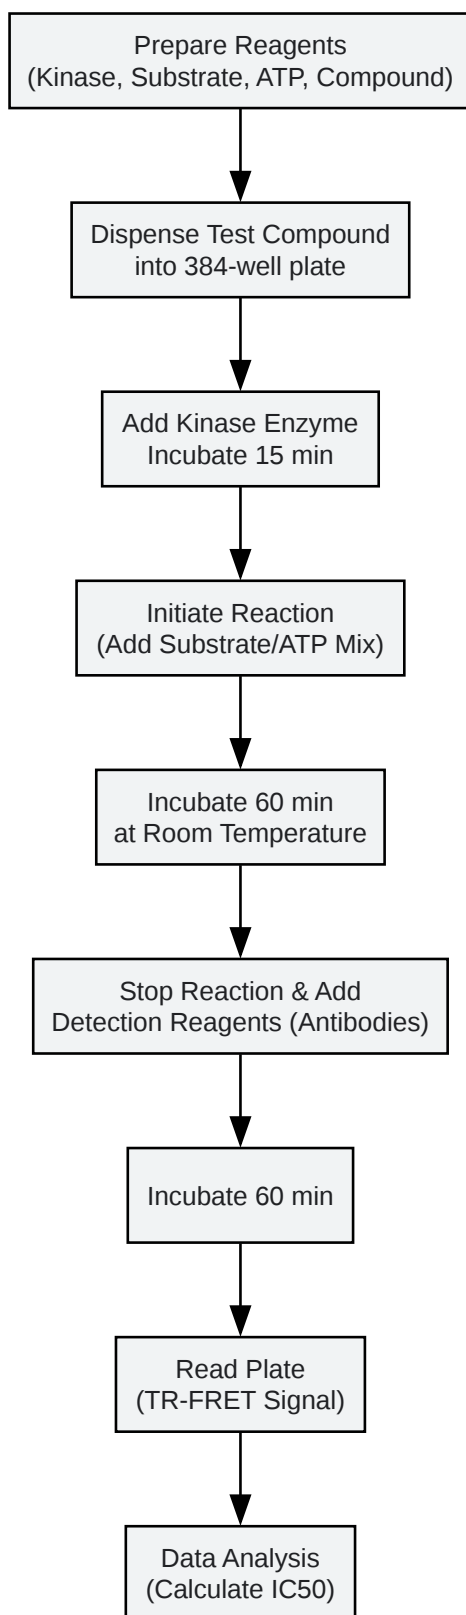 Prepare Reagents
(Kinase, Substrate, ATP, Compound)
Dispense Test Compound
into 384-well plate
Add Kinase Enzyme
Incubate 15 min
Initiate Reaction
(Add Substrate/ATP Mix)
Incubate 60 min
at Room Temperature
Stop Reaction & Add
Detection Reagents (Antibodies)
Incubate 60 min
Read Plate
(TR-FRET Signal)
Data Analysis
(Calculate IC50)